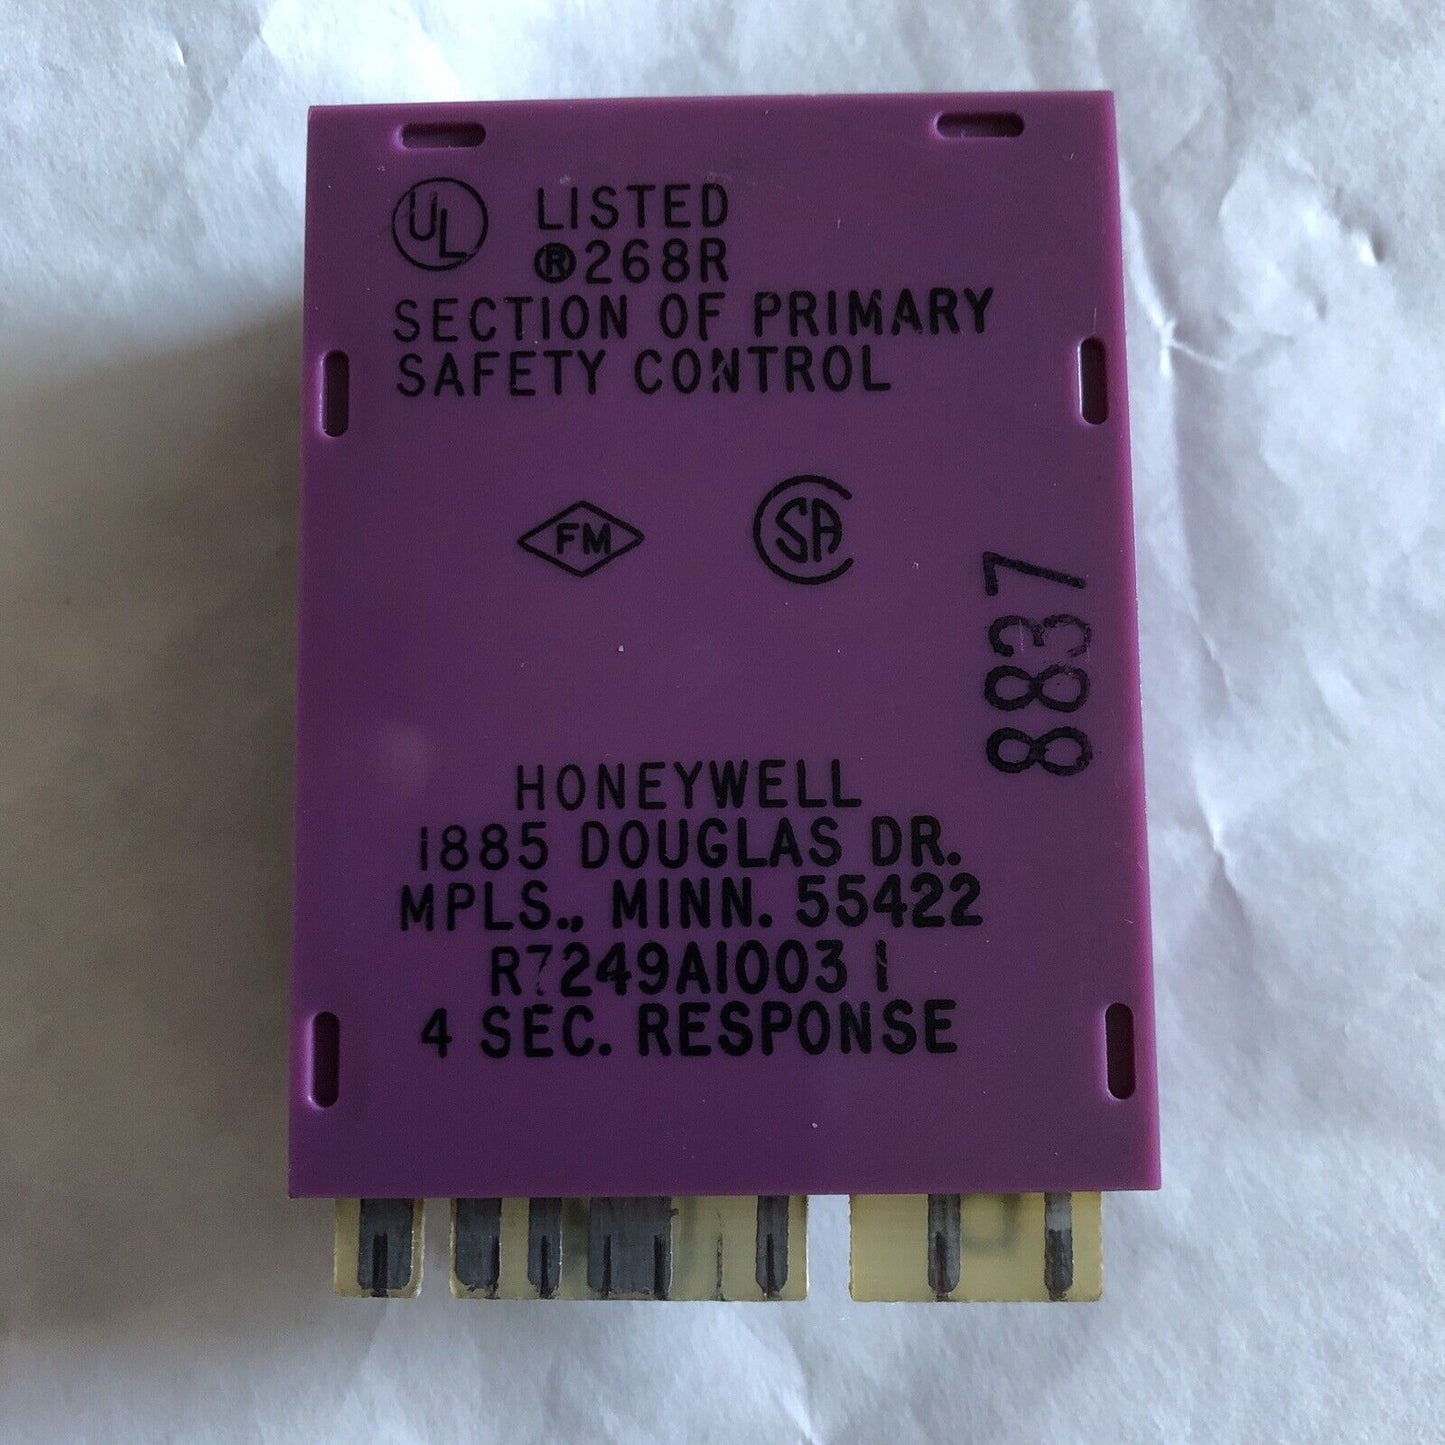 UL LISTED
®268R
SECTION OF PRIMARY
SAFETY CONTROL
FM
CSA
8837
HONEYWELL
1885 DOUGLAS DR.
MPLS., MINN. 55422
R7249A1003 1
4 SEC. RESPONSE